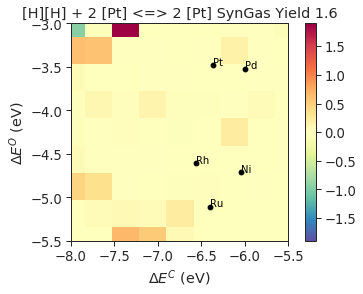 [H][H] + 2 [Pt] <=> 2 [Pt] SynGas Yield 1.6
−3.0
−3.5
−4.0
−4.5
−5.0
−5.5
ΔE^O (eV)
Pt
Pd
Rh
Ni
Ru
−8.0 −7.5 −7.0 −6.5 −6.0 −5.5
ΔE^C (eV)
1.5
1.0
0.5
0.0
−0.5
−1.0
−1.5